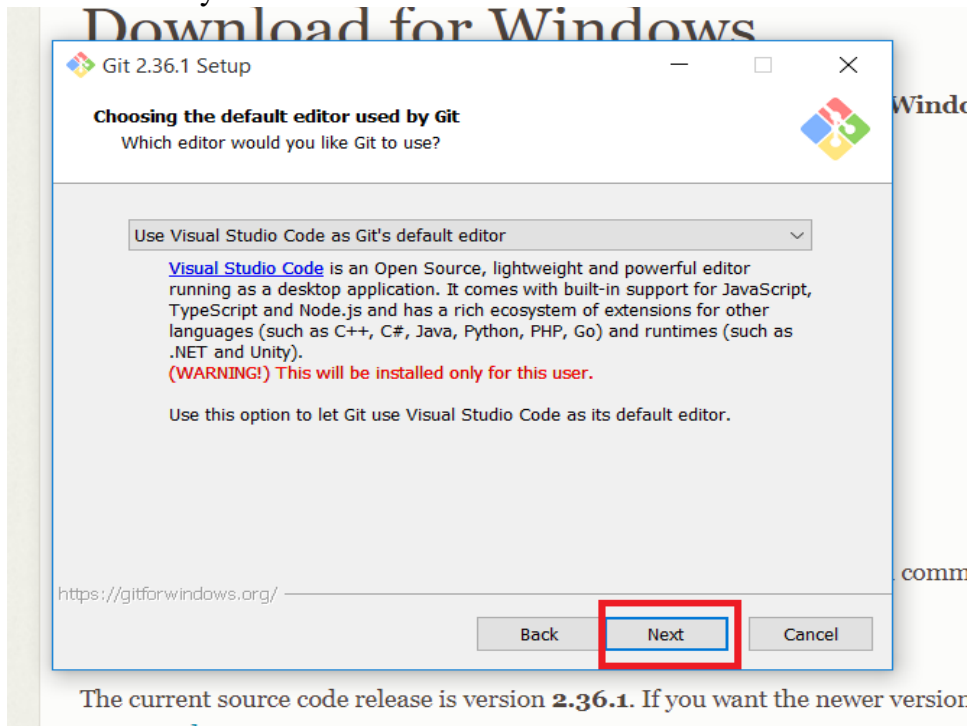 Download for Windows
Git 2.36.1 Setup
Choosing the default editor used by Git
Which editor would you like Git to use?
Use Visual Studio Code as Git's default editor
Visual Studio Code is an Open Source, lightweight and powerful editor
running as a desktop application. It comes with built-in support for JavaScript,
TypeScript and Node.js and has a rich ecosystem of extensions for other
languages (such as C++, C#, Java, Python, PHP, Go) and runtimes (such as
.NET and Unity).
(WARNING!) This will be installed only for this user.
Use this option to let Git use Visual Studio Code as its default editor.
https://gitforwindows.org/
Back
Next
Cancel
The current source code release is version 2.36.1. If you want the newer version